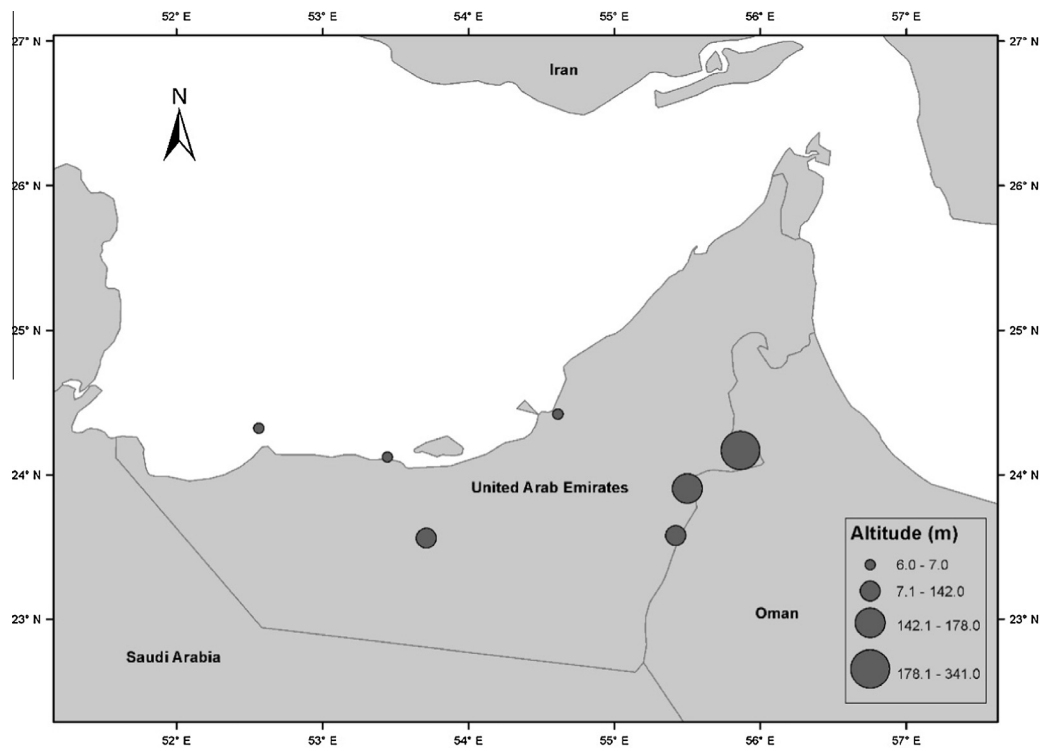 52° E 53° E 54° E 55° E 56° E 57° E
27° N 27° N
Iran
N
26° N 26° N
25° N 25° N
24° N 24° N
United Arab Emirates
Altitude (m)
6.0 - 7.0
7.1 - 142.0
142.1 - 178.0
178.1 - 341.0
23° N 23° N
Oman
Saudi Arabia
52° E 53° E 54° E 55° E 56° E 57° E